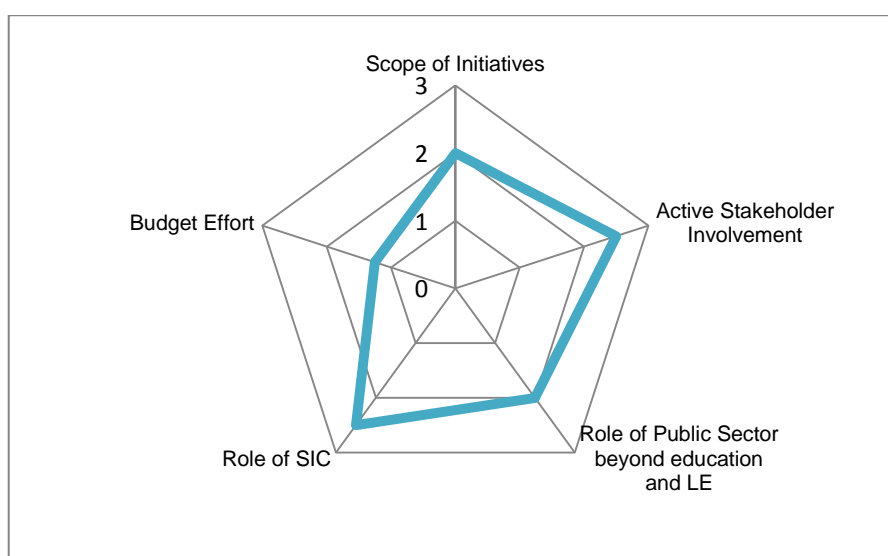 Scope of Initiatives
3
2
1
0
Active Stakeholder
Involvement
Budget Effort
Role of Public Sector
beyond education
and LE
Role of SIC